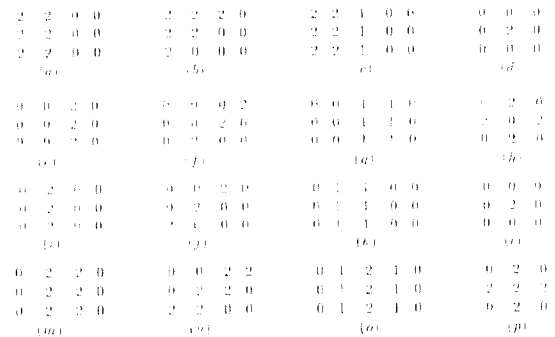 2 2 0 0 2 2 2 0 2 2 1 0 0 0 0 0
2 2 0 0 2 2 0 0 2 2 1 0 0 0 2 0
2 2 0 0 2 0 0 0 2 2 1 0 0 0 0 0
(a) (b) (c) (d
0 0 2 0 0 0 0 2 0 0 1 1 0 2 0
0 0 2 0 0 0 2 0 0 0 1 1 0 2 0 2
0 0 2 0 0 2 0 0 0 0 1 1 0 0 2 0
(e) (f) (g) (h)
0 2 0 0 0 0 2 0 0 1 1 0 0 0 0 0
0 2 0 0 0 2 0 0 0 1 1 0 0 0 2 0
0 2 0 0 2 0 0 0 1 1 0 0 0 0 0
(i) (j) (k) (l)
0 2 2 0 0 0 2 2 0 1 2 1 0 0 2 0
0 2 2 0 0 2 2 0 0 1 2 1 0 2 2 2
0 2 2 0 2 2 0 0 0 1 2 1 0 0 2 0
(m) (n) (o) (p)